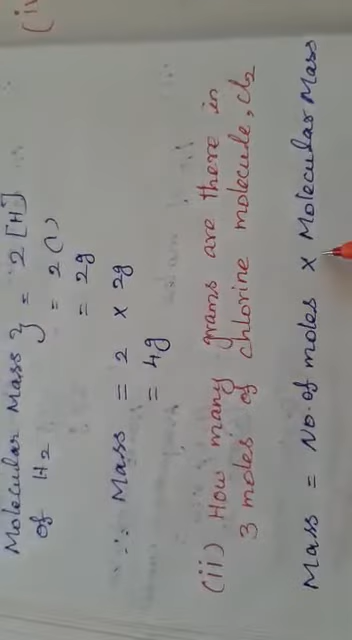 (iv
Molecular Mass } = 2 [H]
of H2 = 2 (1)
= 2g
∴ Mass = 2 x 2g
= 4g
(ii) How many grams are there in
3 moles of chlorine molecule, Cl2
Mass = No. of moles x Molecular Mass